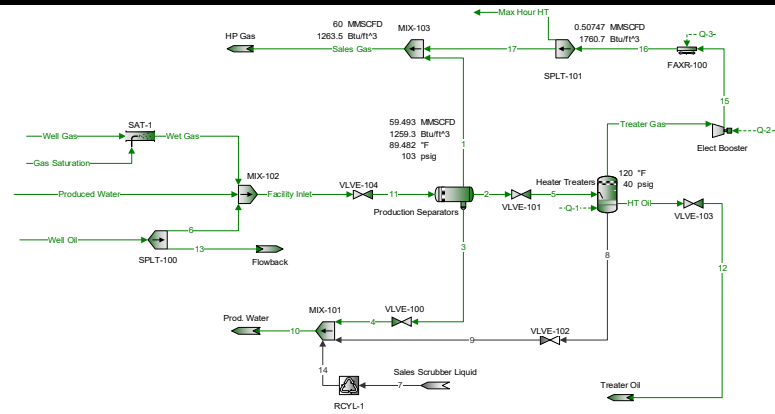 Max Hour HT
60 MMSCFD
1263.5 Btu/ft^3
MIX-103
0.50747 MMSCFD
1760.7 Btu/ft^3
Q-3
HP Gas
Sales Gas
17
16
FAXR-100
SPLT-101
15
SAT-1
59.493 MMSCFD
1259.3 Btu/ft^3
89.482 °F
103 psig
1
Treater Gas
Q-2
Elect Booster
Well Gas
Wet Gas
Gas Saturation
MIX-102
VLVE-104
Heater Treaters
120 °F
40 psig
Produced Water
Facility Inlet
11
2
5
Q-1
HT Oil
Production Separators
VLVE-101
VLVE-103
Well Oil
6
13
SPLT-100
Flowback
3
8
12
MIX-101
VLVE-100
Prod. Water
10
4
VLVE-102
9
14
Sales Scrubber Liquid
7
RCYL-1
Treater Oil